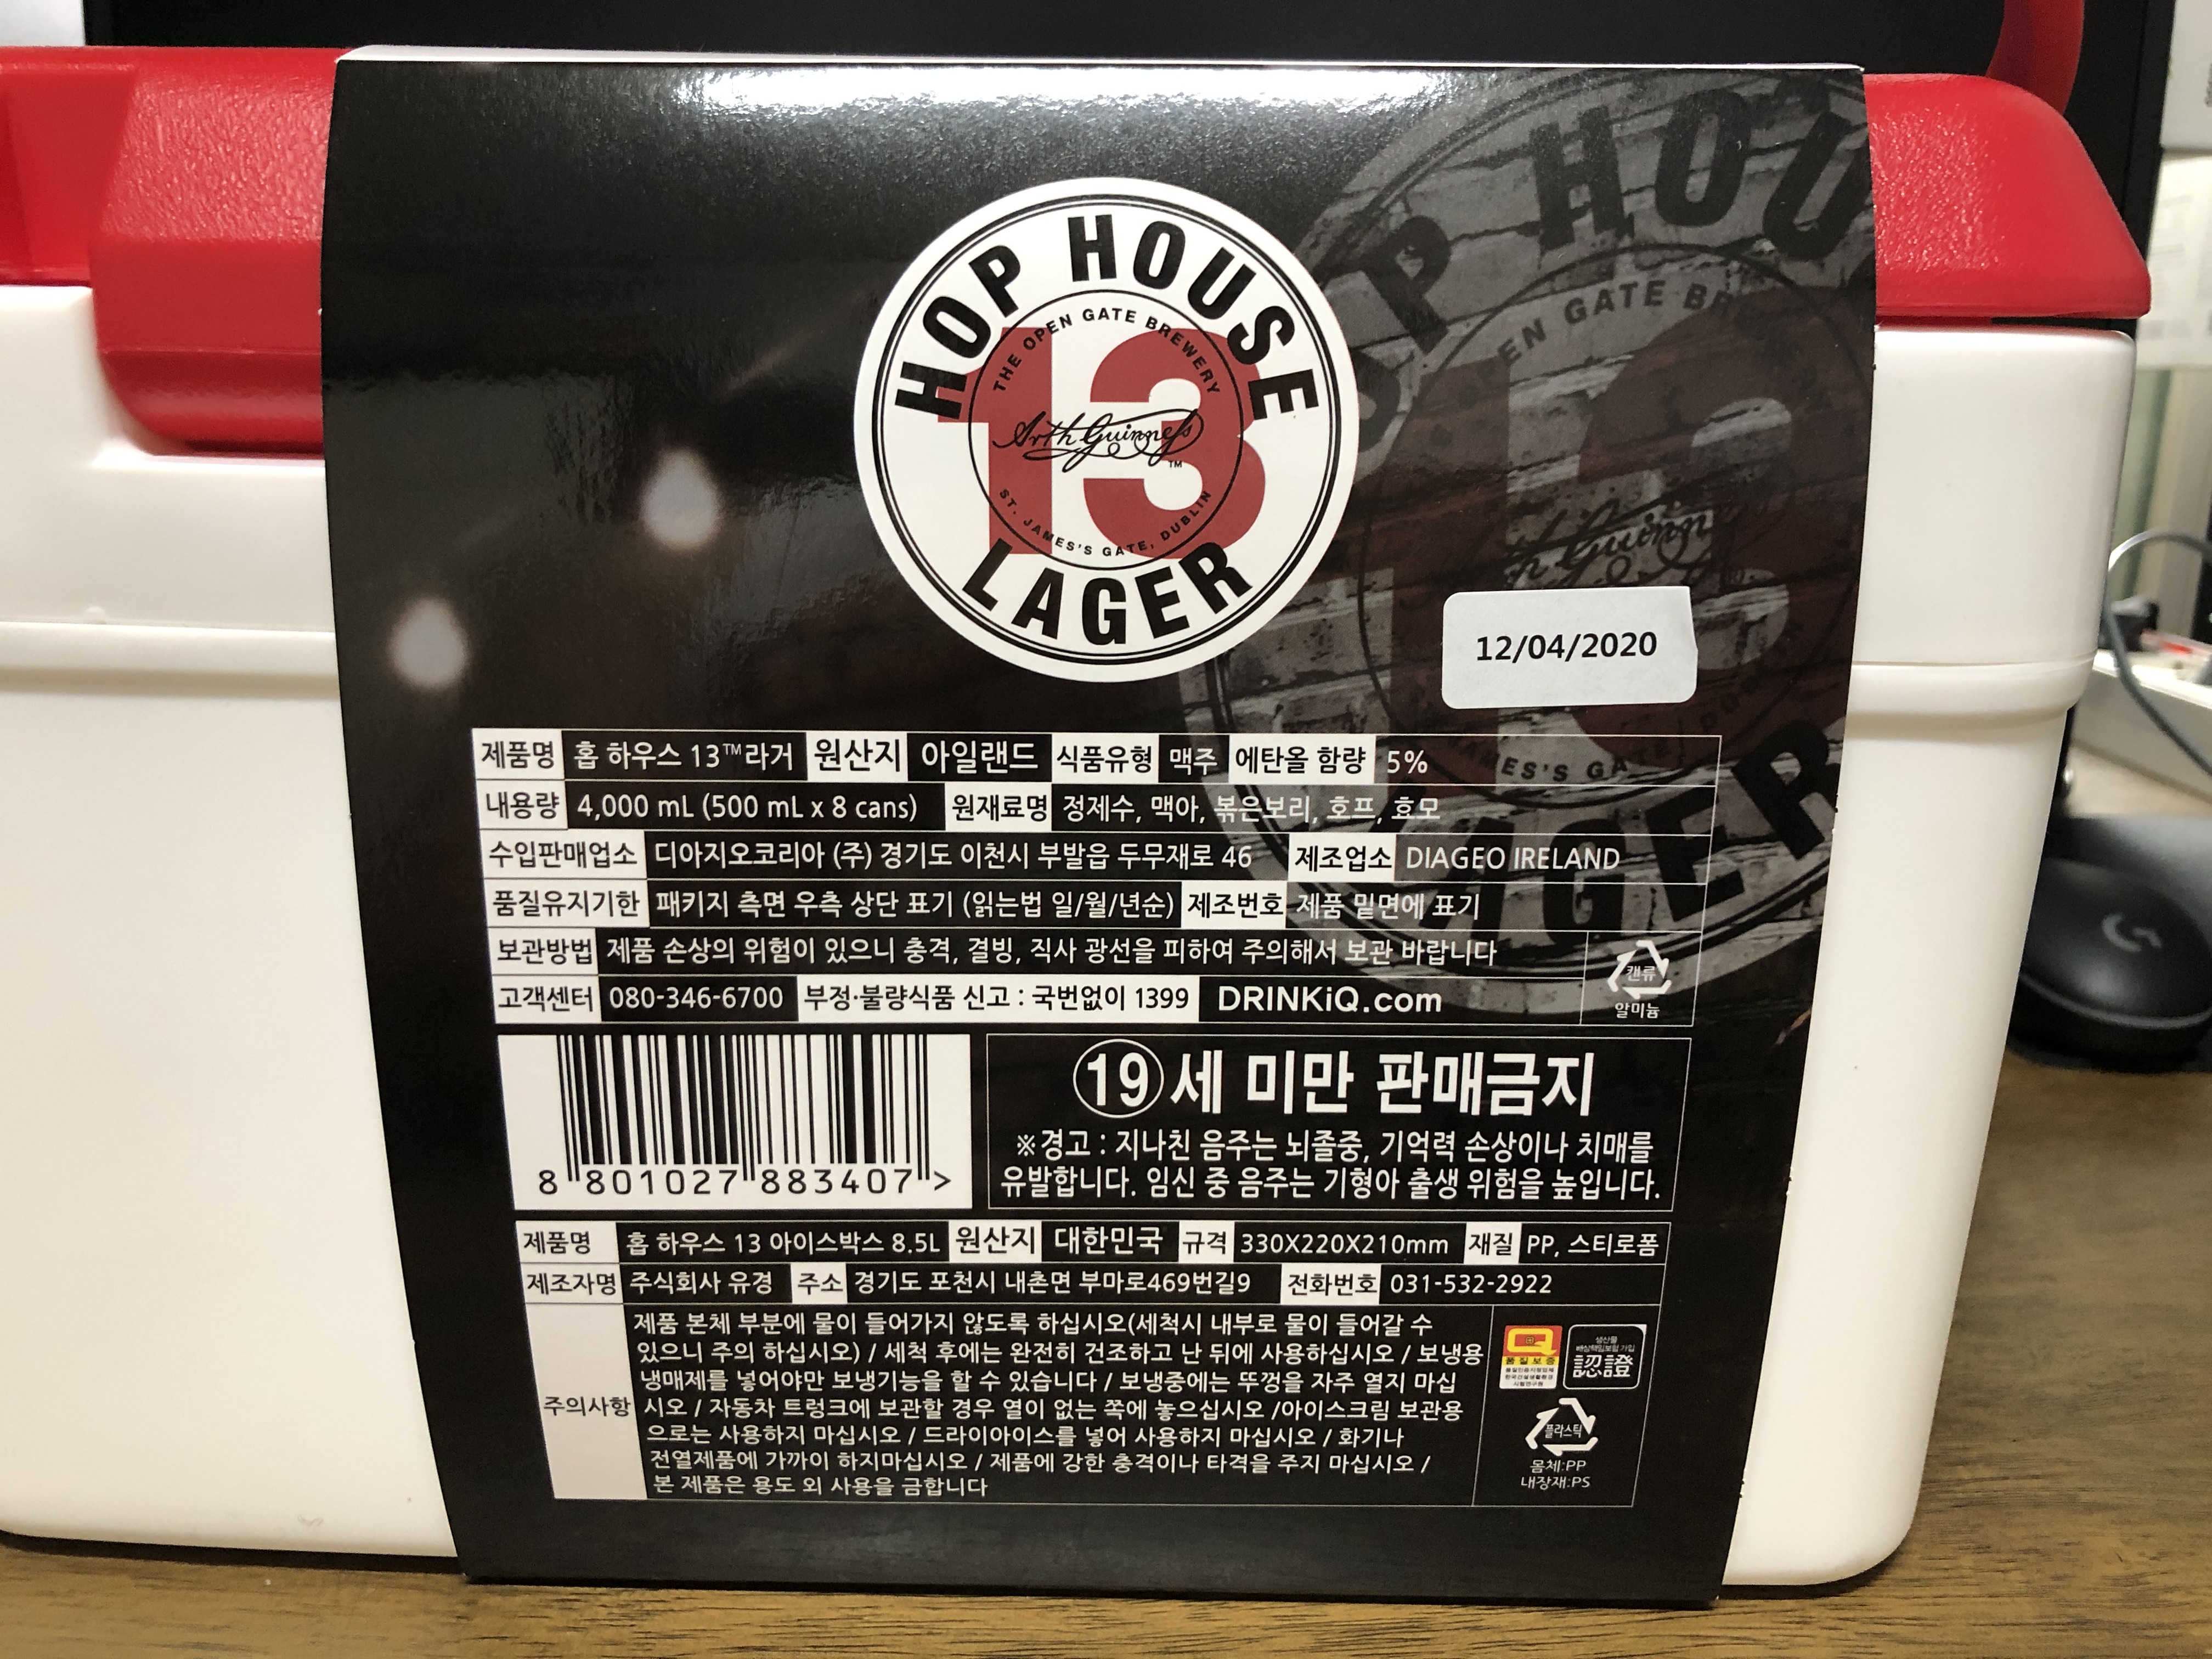 HOP HOUSE
THE OPEN GATE BREWERY
13
Arth Guinness
TM
ST. JAMES'S GATE, DUBLIN
LAGER
12/04/2020
제품명 홉 하우스 13™라거 원산지 아일랜드 식품유형 맥주 에탄올 함량 5%
내용량 4,000 mL (500 mL x 8 cans) 원재료명 정제수, 맥아, 볶은보리, 호프, 효모
수입판매업소 디아지오코리아 (주) 경기도 이천시 부발읍 두무재로 46 제조업소 DIAGEO IRELAND
품질유지기한 패키지 측면 우측 상단 표기 (읽는법 일/월/년순) 제조번호 제품 밑면에 표기
보관방법 제품 손상의 위험이 있으니 충격, 결빙, 직사 광선을 피하여 주의해서 보관 바랍니다
고객센터 080-346-6700 부정·불량식품 신고 : 국번없이 1399 DRINKiQ.com
캔류
알미늄
19세 미만 판매금지
※경고 : 지나친 음주는 뇌졸중, 기억력 손상이나 치매를
유발합니다. 임신 중 음주는 기형아 출생 위험을 높입니다.
8 801027 883407 >
제품명 홉 하우스 13 아이스박스 8.5L 원산지 대한민국 규격 330X220X210mm 재질 PP, 스티로폼
제조자명 주식회사 유경 주소 경기도 포천시 내촌면 부마로469번길9 전화번호 031-532-2922
주의사항
제품 본체 부분에 물이 들어가지 않도록 하십시오(세척시 내부로 물이 들어갈 수
있으니 주의 하십시오) / 세척 후에는 완전히 건조하고 난 뒤에 사용하십시오 / 보냉용
냉매제를 넣어야만 보냉기능을 할 수 있습니다 / 보냉중에는 뚜껑을 자주 열지 마십
시오 / 자동차 트렁크에 보관할 경우 열이 없는 쪽에 놓으십시오 /아이스크림 보관용
으로는 사용하지 마십시오 / 드라이아이스를 넣어 사용하지 마십시오 / 화기나
전열제품에 가까이 하지마십시오 / 제품에 강한 충격이나 타격을 주지 마십시오 /
본 제품은 용도 외 사용을 금합니다
Q
품질보증
생산물
배상책임보험 가입
認證
플라스틱
몸체:PP
내장재:PS